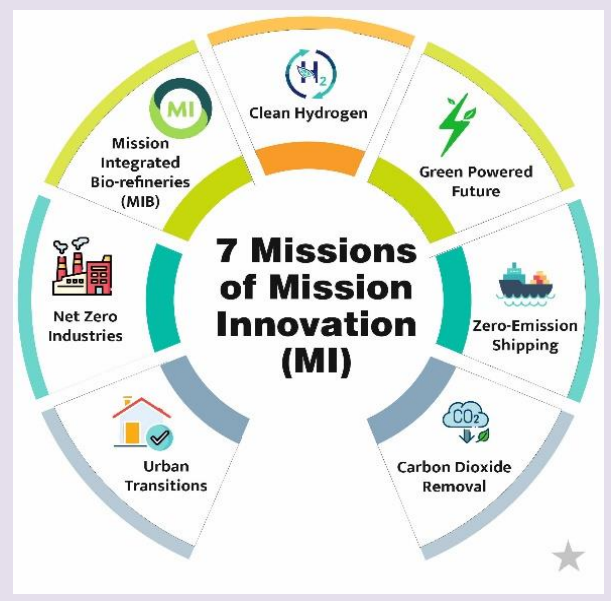 7 Missions
of Mission
Innovation
(MI)
Urban
Transitions
Net Zero
Industries
MI
Mission
Integrated
Bio-refineries
(MIB)
H2
Clean Hydrogen
Green Powered
Future
Zero-Emission
Shipping
CO2
Carbon Dioxide
Removal